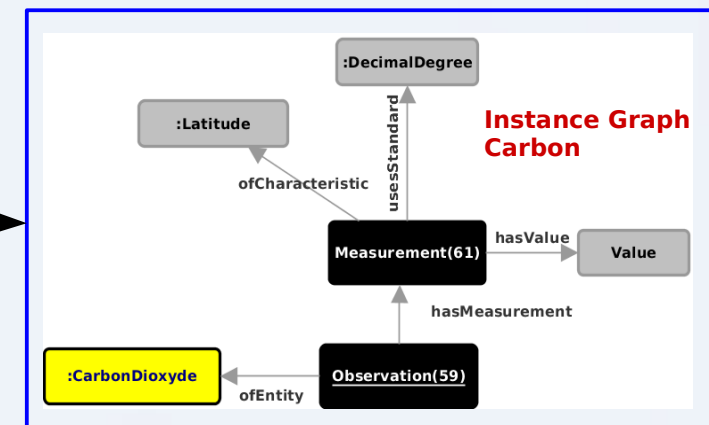 :DecimalDegree
Instance Graph
Carbon
:Latitude
usesStandard
ofCharacteristic
Measurement(61)
hasValue
Value
hasMeasurement
:CarbonDioxyde
ofEntity
Observation(59)